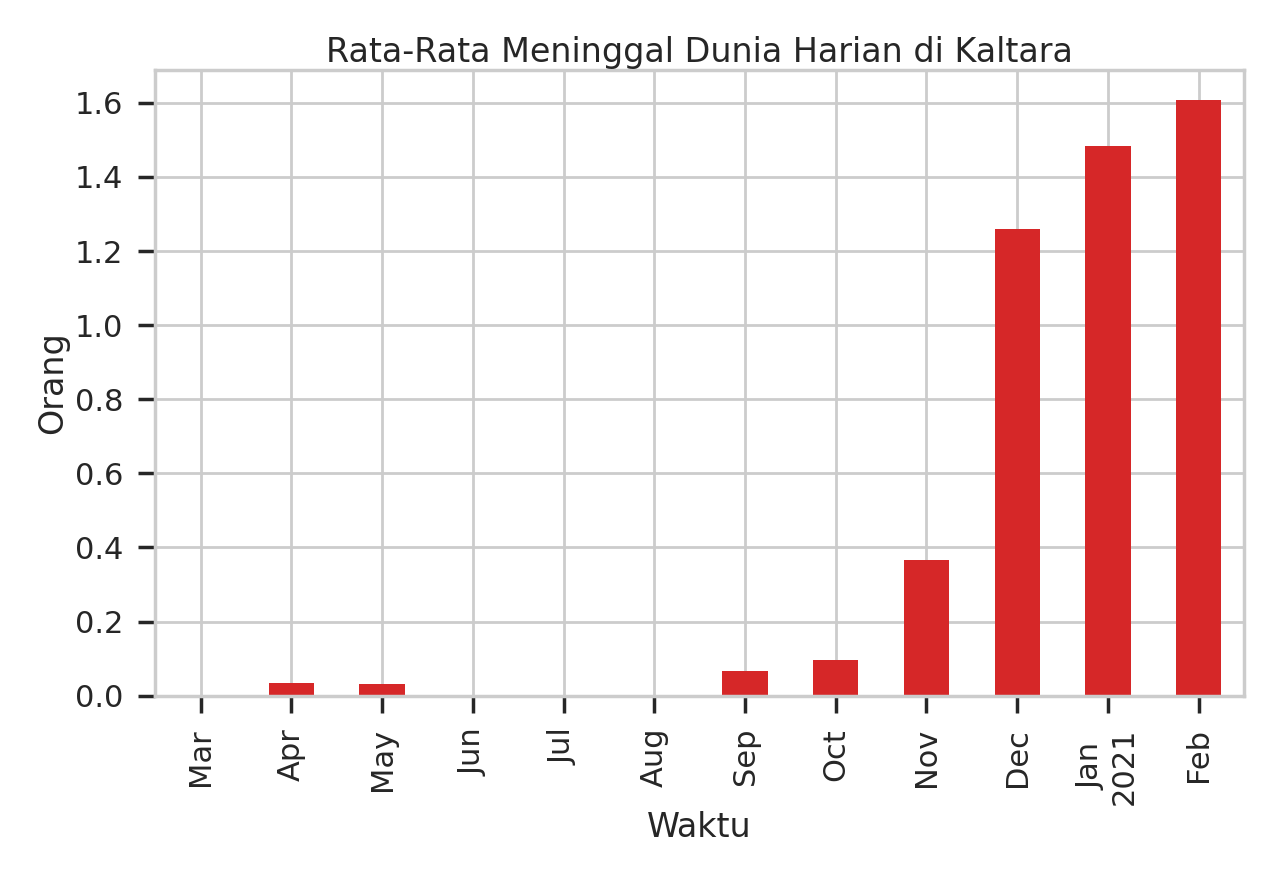 Rata-Rata Meninggal Dunia Harian di Kaltara
Orang
1.6
1.4
1.2
1.0
0.8
0.6
0.4
0.2
0.0
Mar
Apr
May
Jun
Jul
Aug
Sep
Oct
Nov
Dec
Jan
2021
Feb
Waktu